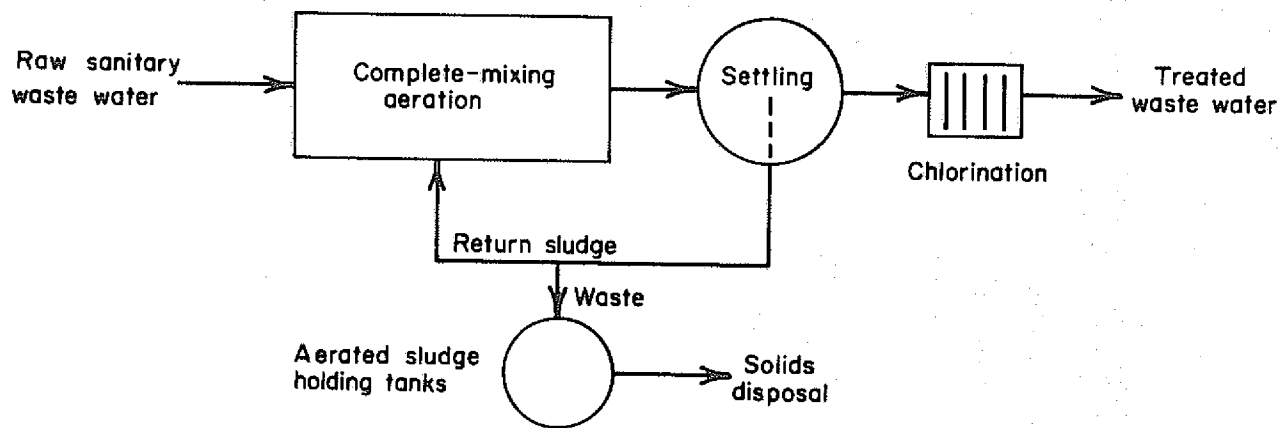 Raw sanitary
waste water
Complete-mixing
aeration
Settling
Chlorination
Treated
waste water
Return sludge
Waste
Aerated sludge
holding tanks
Solids
disposal